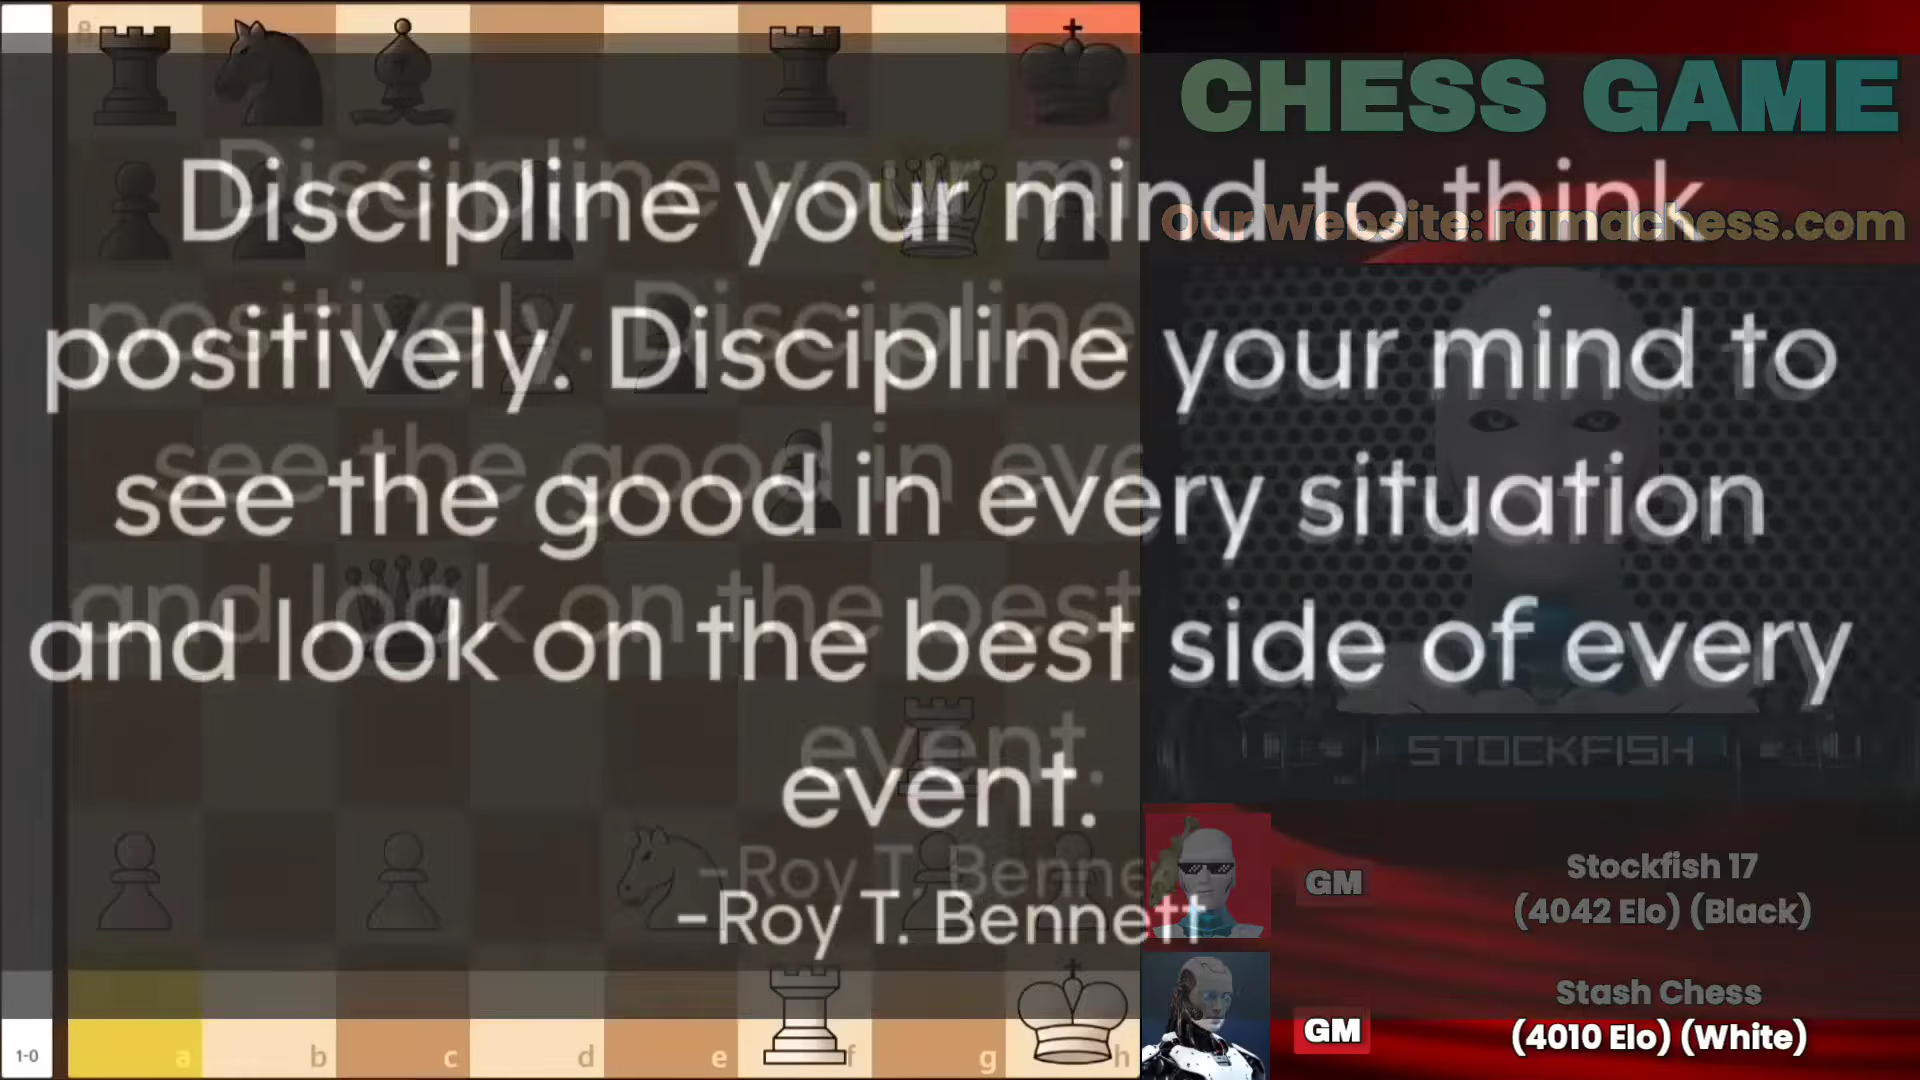 8
CHESS GAME
Our Website: ramachess.com
Discipline your mind to think
positively. Discipline your mind to
see the good in every situation
and look on the best side of every
event.
-Roy T. Bennett
STOCKFISH
GM
Stockfish 17
(4042 Elo) (Black)
GM
Stash Chess
(4010 Elo) (White)
1-0
a b c d e f g h